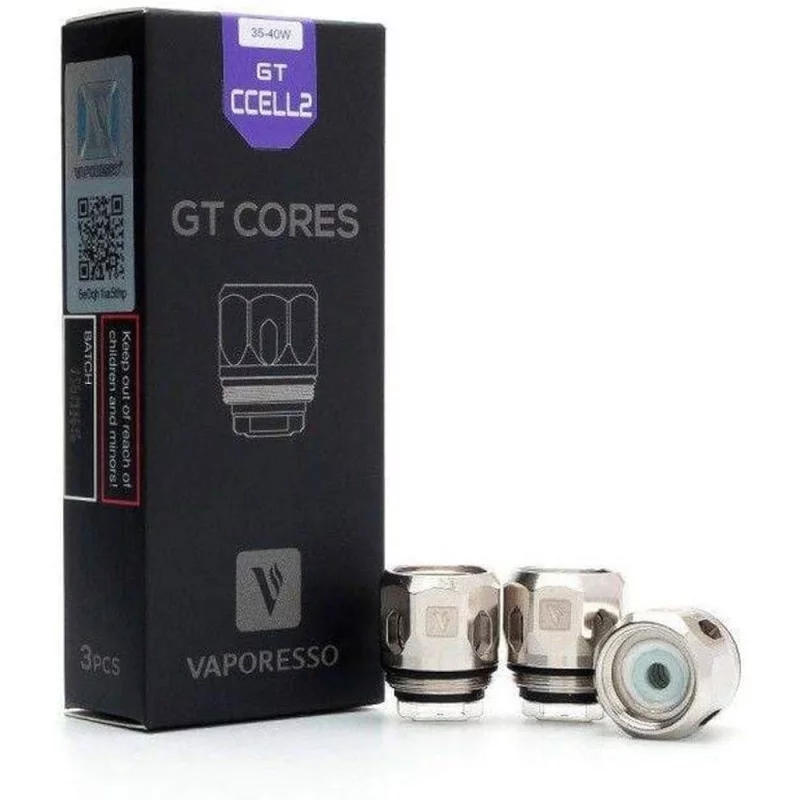 35-40W
GT
CCELL2
GT CORES
VAPORESSO
3PCS
VAPORESSO
Keep out of reach of
children and minors!
BATCH